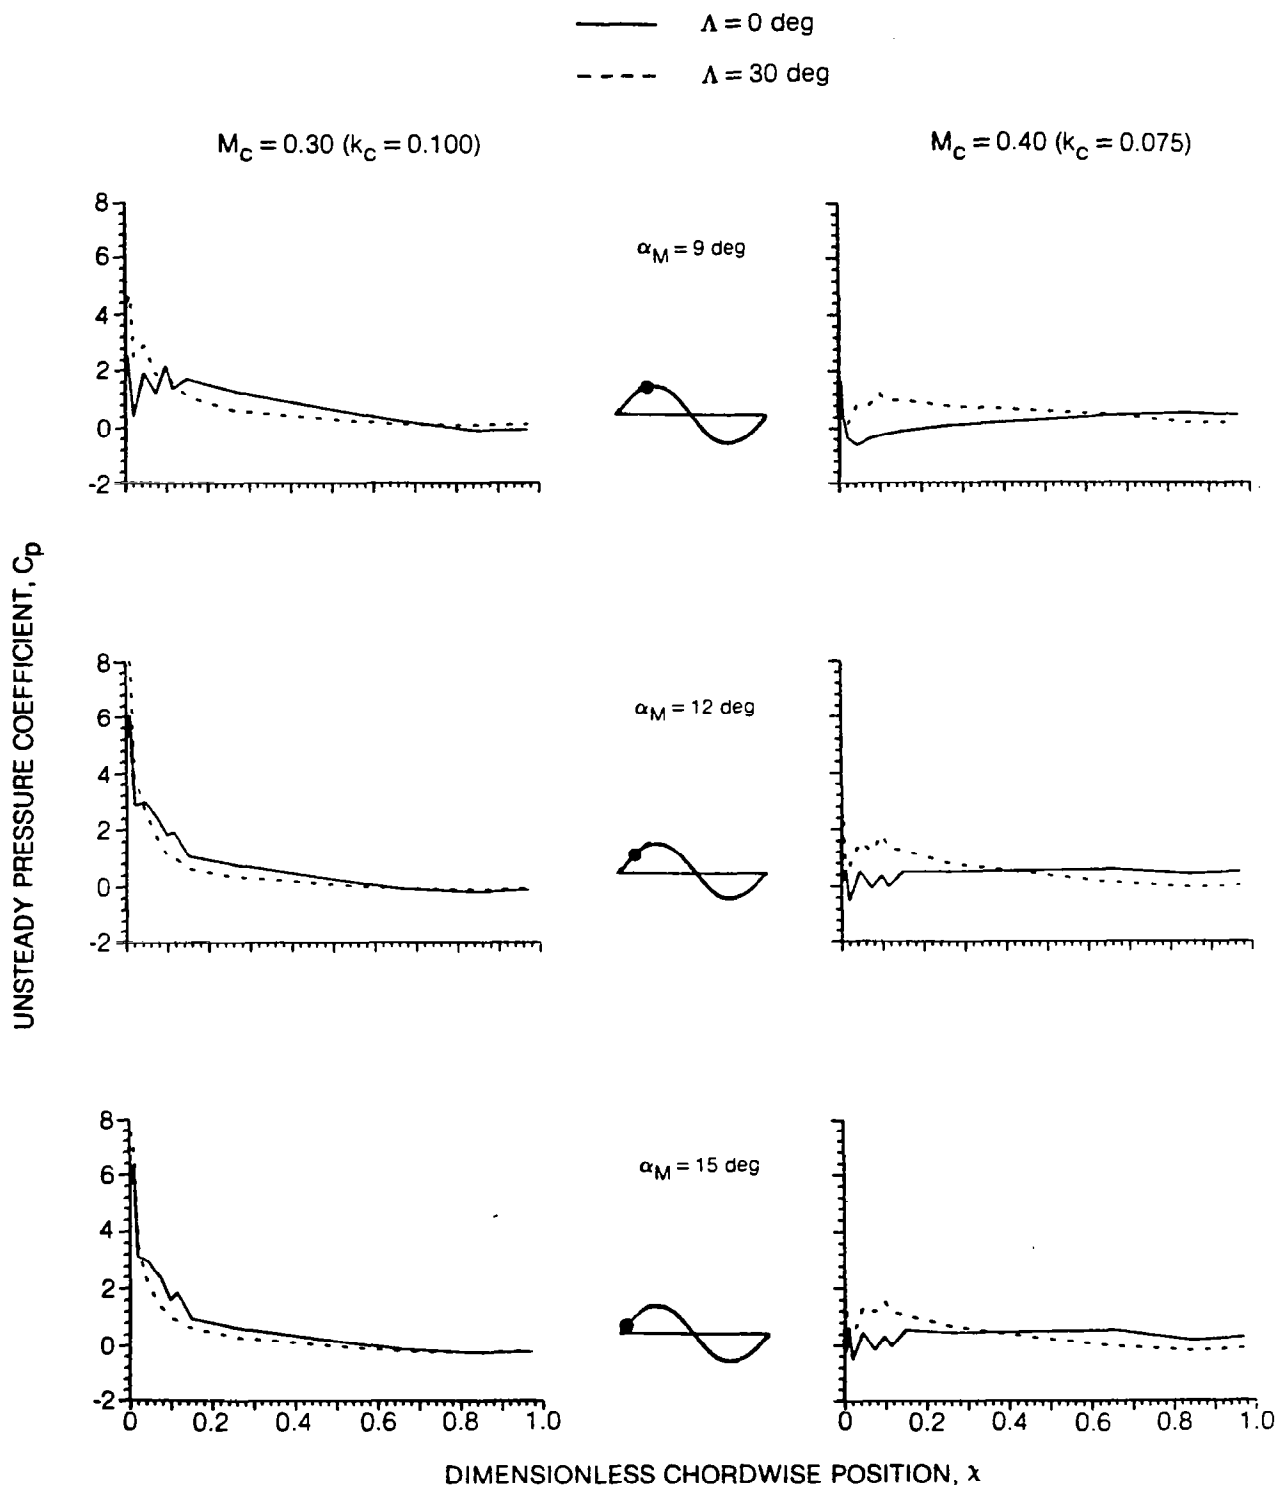 Λ = 0 deg
Λ = 30 deg
M_c = 0.30 (k_c = 0.100)
M_c = 0.40 (k_c = 0.075)
8
6
4
2
0
-2
α_M = 9 deg
UNSTEADY PRESSURE COEFFICIENT, C_p
8
6
4
2
0
-2
α_M = 12 deg
8
6
4
2
0
-2
α_M = 15 deg
0 0.2 0.4 0.6 0.8 1.0
0 0.2 0.4 0.6 0.8 1.0
DIMENSIONLESS CHORDWISE POSITION, χ